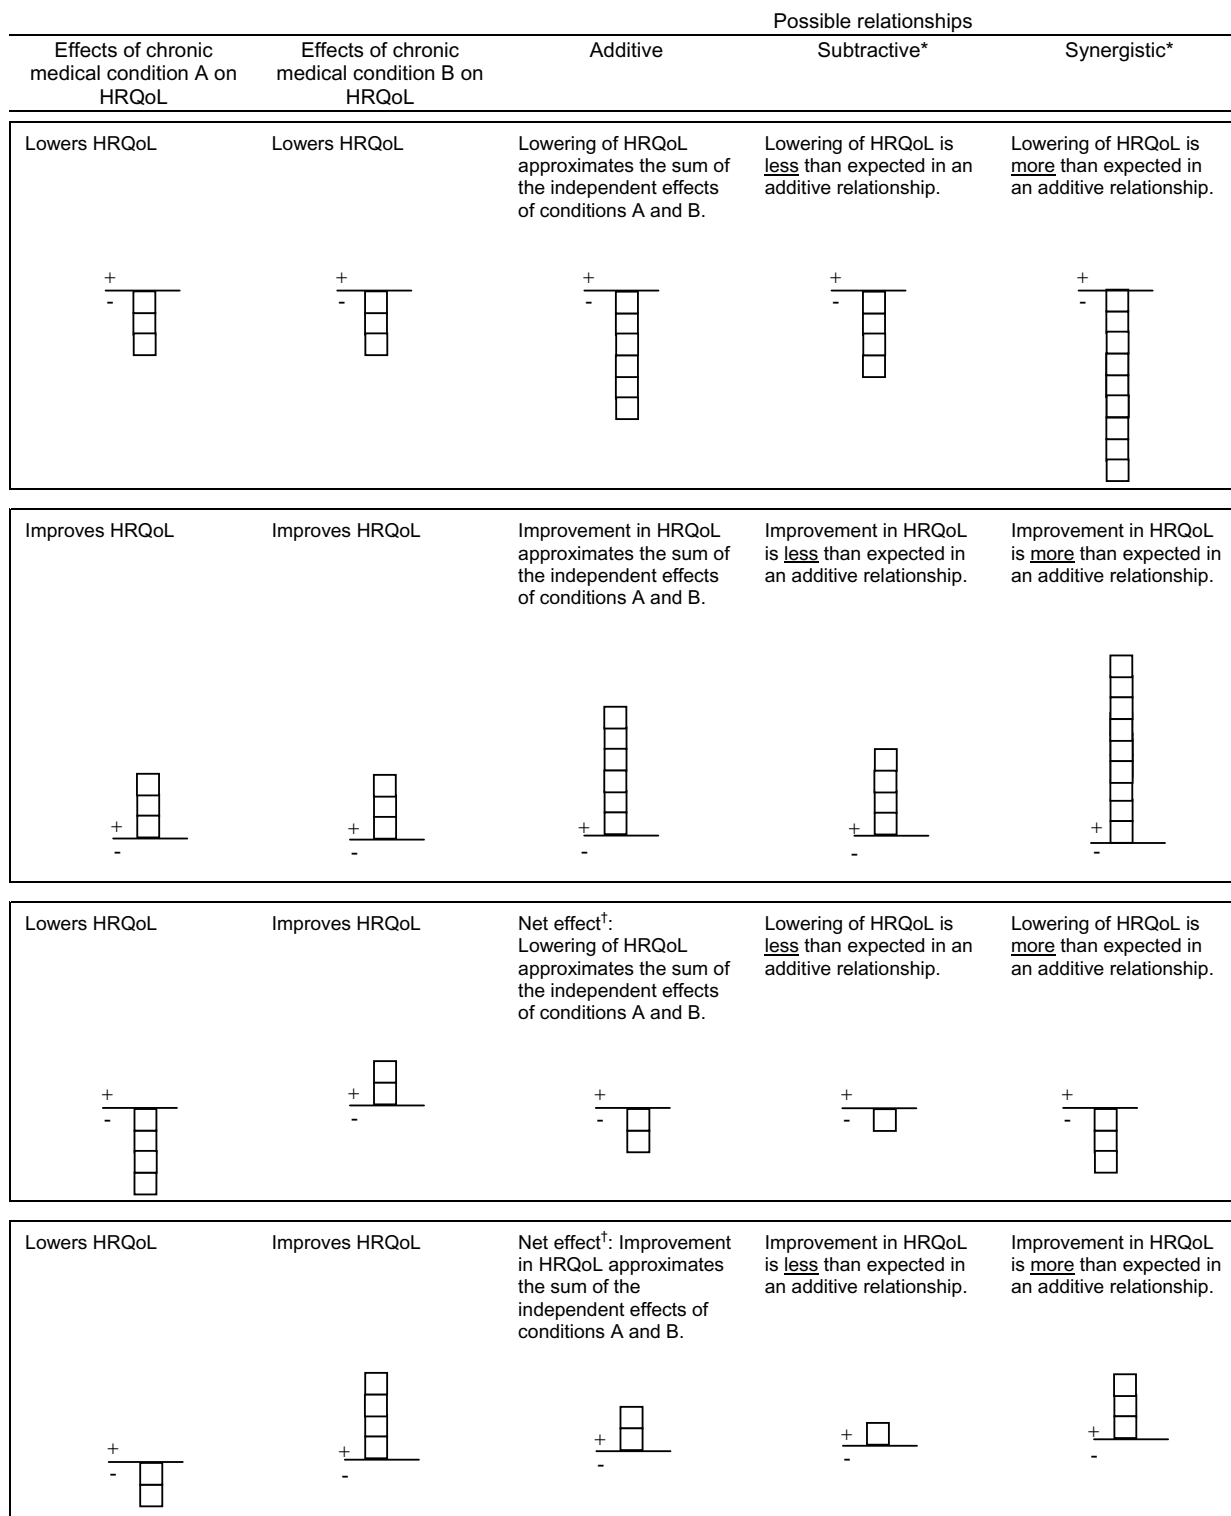 Possible relationships
Effects of chronic
medical condition A on
HRQoL
Effects of chronic
medical condition B on
HRQoL
Additive
Subtractive*
Synergistic*
Lowers HRQoL
Lowers HRQoL
Lowering of HRQoL
approximates the sum of
the independent effects
of conditions A and B.
Lowering of HRQoL is
less than expected in an
additive relationship.
Lowering of HRQoL is
more than expected in
an additive relationship.
+
-
+
-
+
-
+
-
+
-
Improves HRQoL
Improves HRQoL
Improvement in HRQoL
approximates the sum of
the independent effects
of conditions A and B.
Improvement in HRQoL
is less than expected in
an additive relationship.
Improvement in HRQoL
is more than expected in
an additive relationship.
+
-
+
-
+
-
+
-
+
-
Lowers HRQoL
Improves HRQoL
Net effect†:
Lowering of HRQoL
approximates the sum of
the independent effects
of conditions A and B.
Lowering of HRQoL is
less than expected in an
additive relationship.
Lowering of HRQoL is
more than expected in
an additive relationship.
+
-
+
-
+
-
+
-
+
-
Lowers HRQoL
Improves HRQoL
Net effect†: Improvement
in HRQoL approximates
the sum of the
independent effects of
conditions A and B.
Improvement in HRQoL
is less than expected in
an additive relationship.
Improvement in HRQoL
is more than expected in
an additive relationship.
+
-
+
-
+
-
+
-
+
-